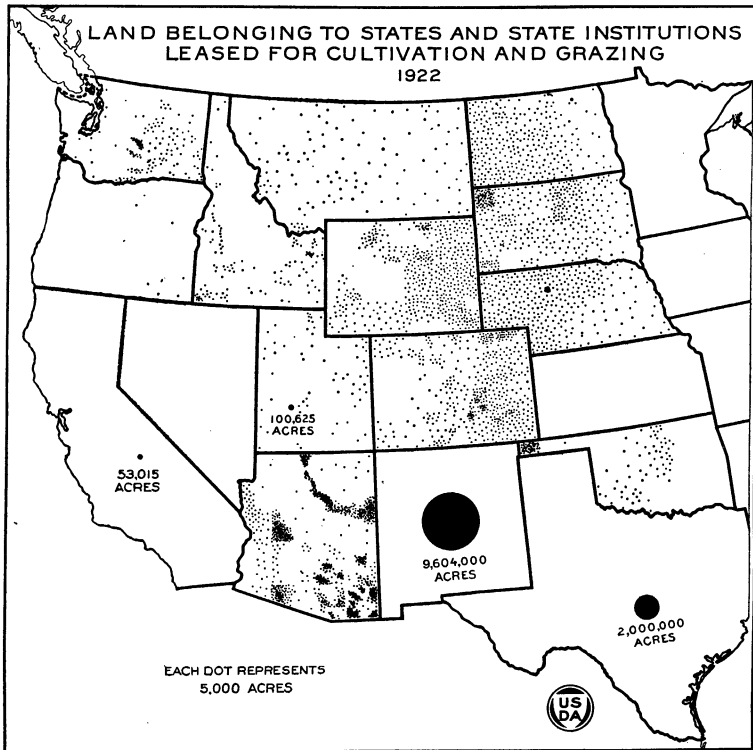 LAND BELONGING TO STATES AND STATE INSTITUTIONS
LEASED FOR CULTIVATION AND GRAZING
1922
100,625
ACRES
53,015
ACRES
9,604,000
ACRES
2,000,000
ACRES
EACH DOT REPRESENTS
5,000 ACRES
US
DA